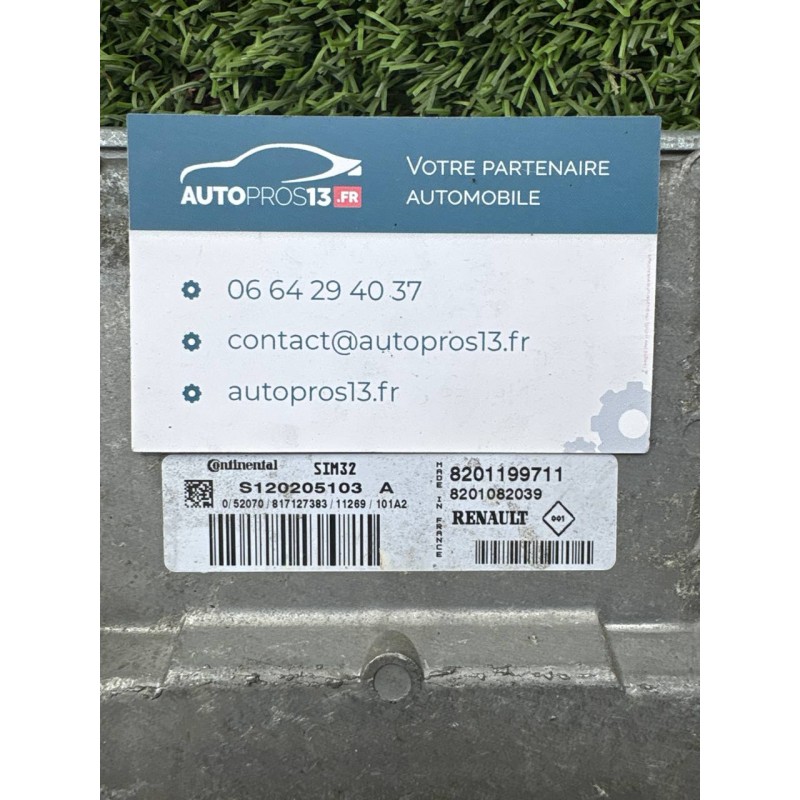 AUTOPROS13.FR
VOTRE PARTENAIRE
AUTOMOBILE
06 64 29 40 37
contact@autopros13.fr
autopros13.fr
Continental SIM32
S120205103 A
0/52070/817127383/11269/101A2
MADE IN FRANCE
8201199711
8201082039
RENAULT 001